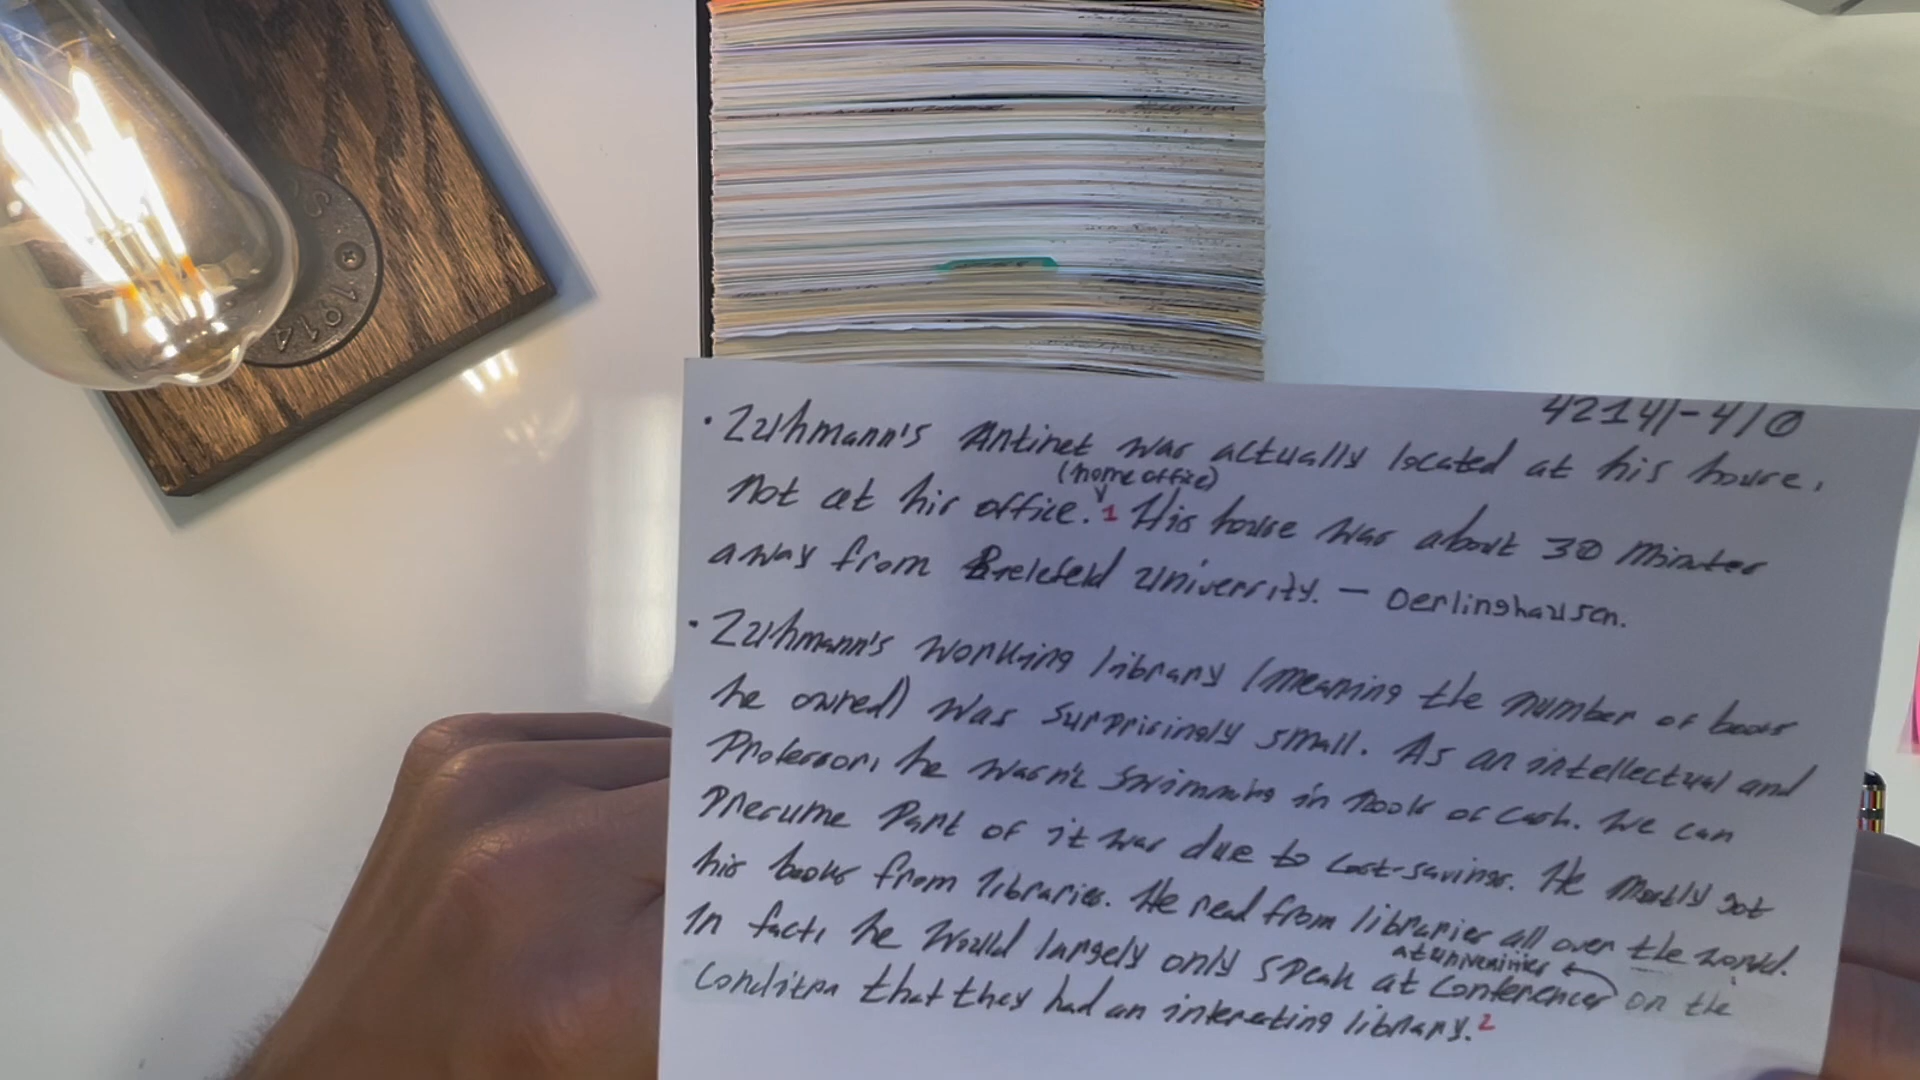 4214/-4/0
· Luhmann's Antinet was actually located at his house,
(home office)
not at his office.1 His house was about 30 minutes
away from Bielefeld University. — Oerlinghausen.
· Luhmann's working library (meaning the number of books
he owned) was surprisingly small. As an intellectual and
Professor, he wasn't swimming in pools of cash. We can
presume part of it was due to cost-savings. He mostly got
his books from libraries. He read from libraries all over the world.
at universities
In fact, he would largely only speak at conferences on the
condition that they had an interesting library.2
S 1914